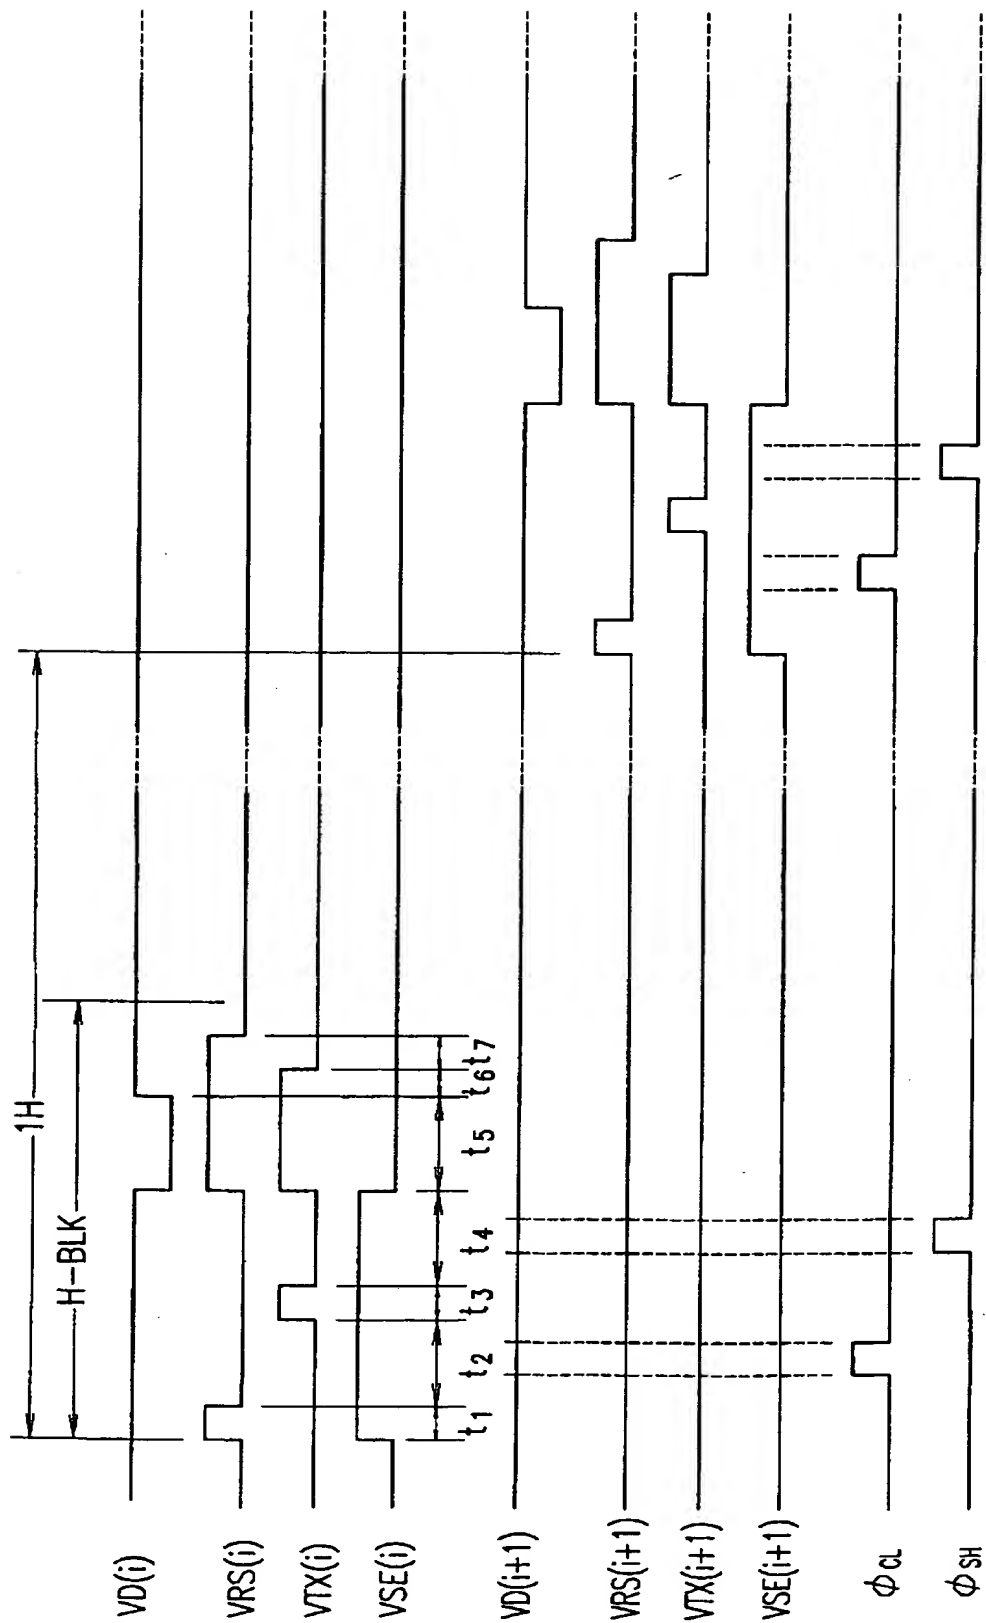 1H
H-BLK
VD(i)
VRS(i)
VTX(i)
VSE(i)
t1 t2 t3 t4 t5 t6 t7
VD(i+1)
VRS(i+1)
VTX(i+1)
VSE(i+1)
ϕCL
ϕSH